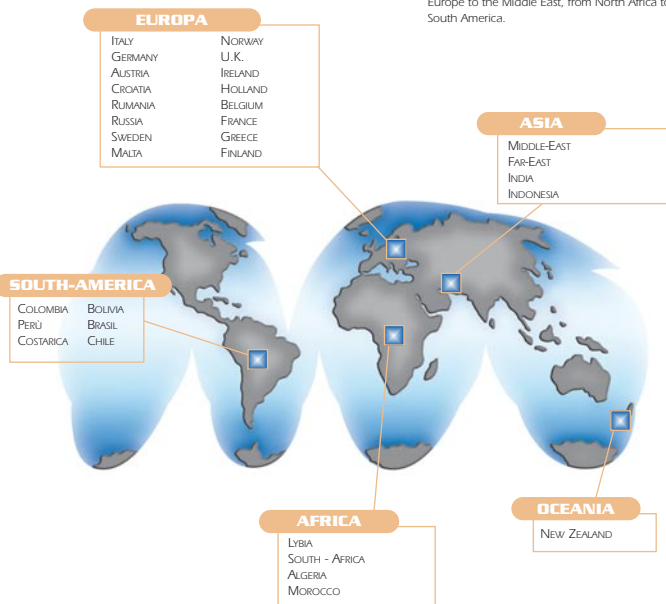 Europe to the Middle East, from North Africa to
South America.
EUROPA
ITALY
GERMANY
AUSTRIA
CROATIA
RUMANIA
RUSSIA
SWEDEN
MALTA
NORWAY
U.K.
IRELAND
HOLLAND
BELGIUM
FRANCE
GREECE
FINLAND
ASIA
MIDDLE-EAST
FAR-EAST
INDIA
INDONESIA
SOUTH-AMERICA
COLOMBIA
PERÙ
COSTARICA
BOLIVIA
BRASIL
CHILE
AFRICA
LYBIA
SOUTH - AFRICA
ALGERIA
MOROCCO
OCEANIA
NEW ZEALAND